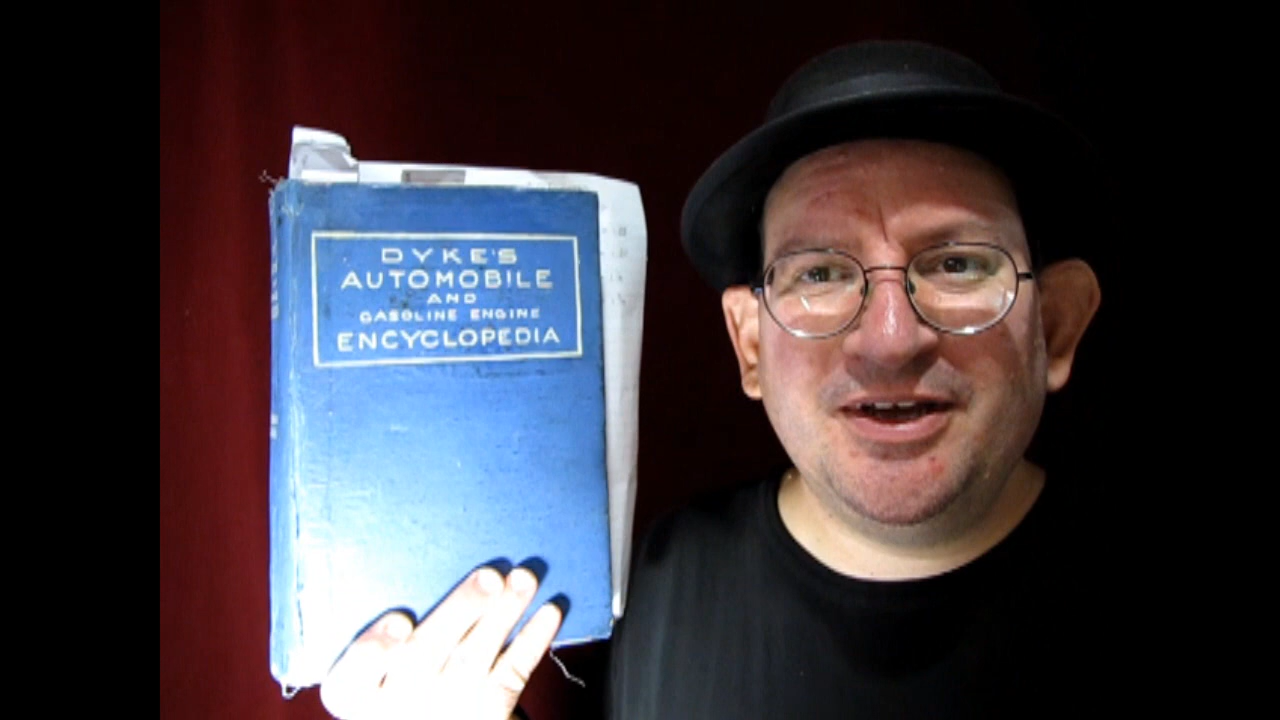 DYKE'S
AUTOMOBILE
AND
GASOLINE ENGINE
ENCYCLOPEDIA